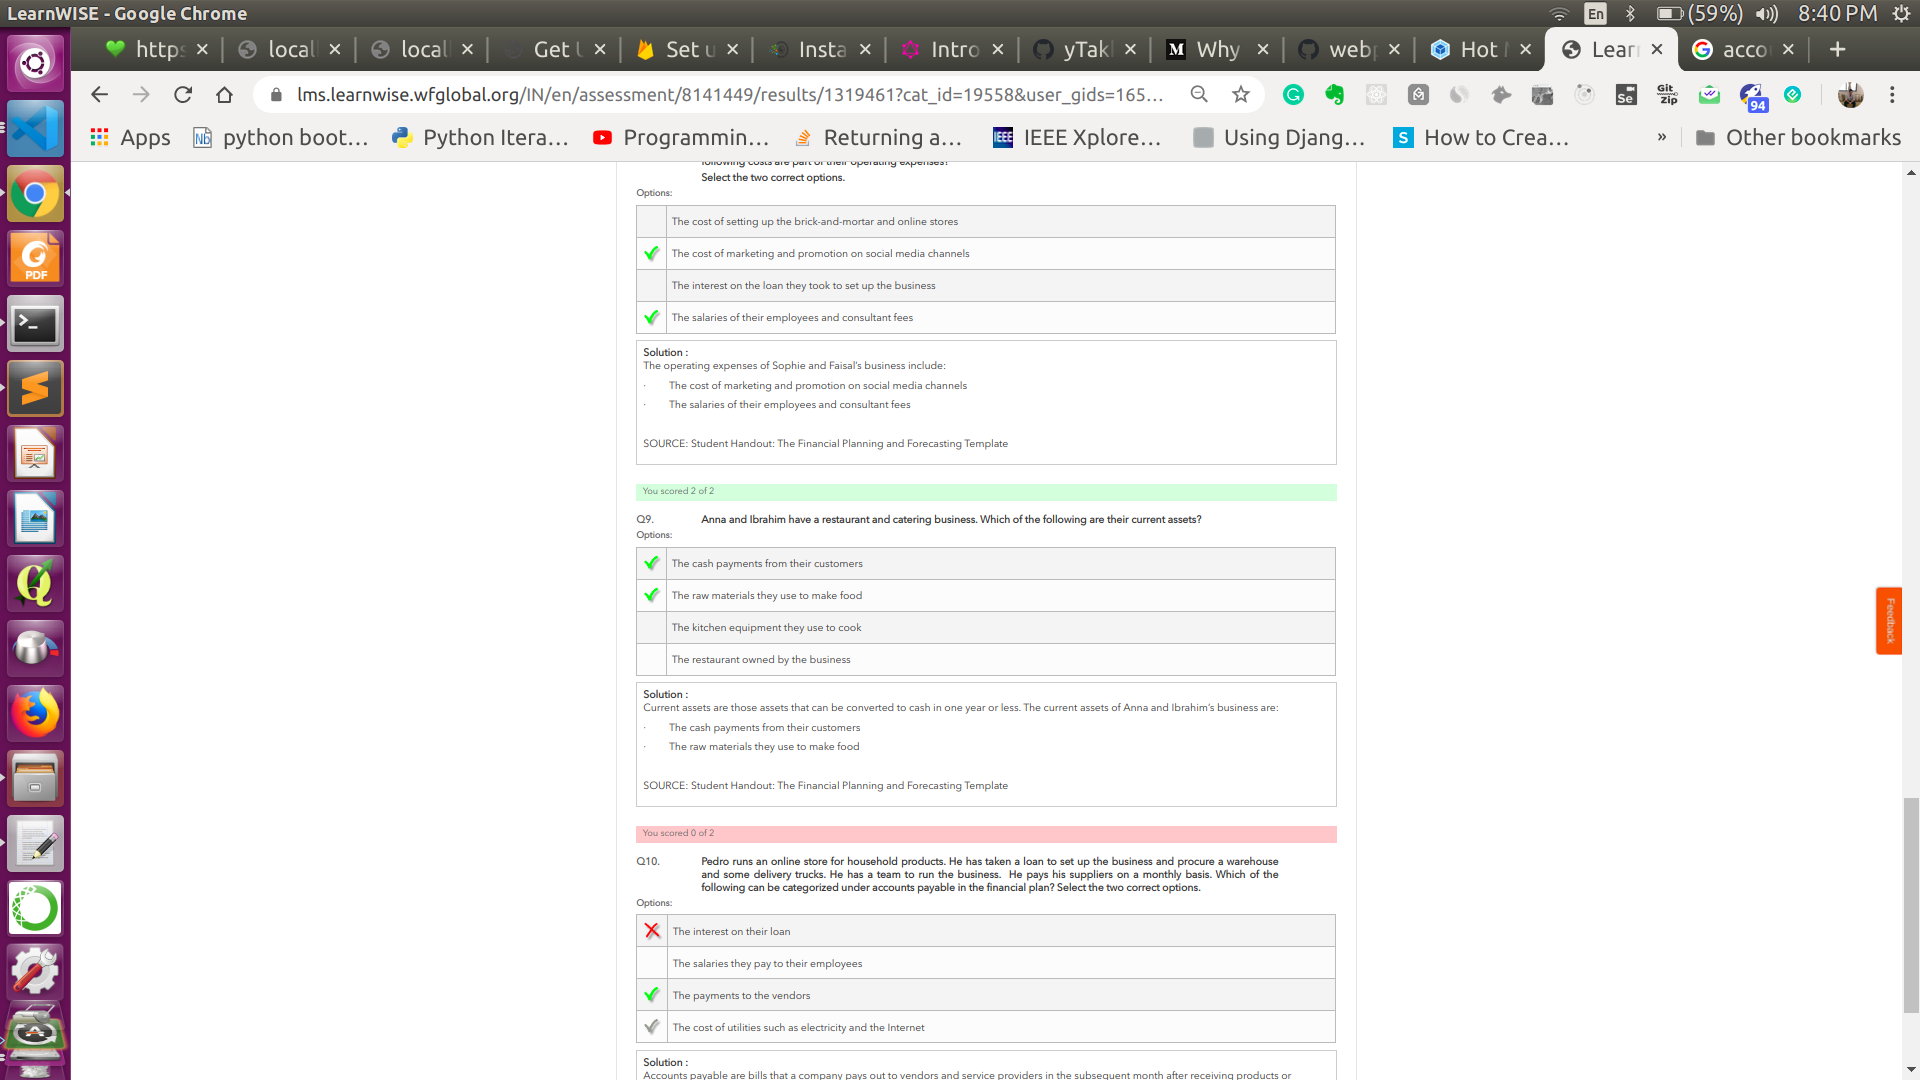 LearnWISE - Google Chrome
En
(59%)
8:40 PM
https
local
local
Get U
Set u
Insta
Intro
yTak
Why
webp
Hot
Lear
acco
lms.learnwise.wfglobal.org/IN/en/assessment/8141449/results/1319461?cat_id=19558&user_gids=165...
Se
Git
Zip
94
Apps
python boot...
Python Itera...
Programmin...
Returning a...
IEEE
IEEE Xplore...
Using Djang...
S
How to Crea...
»
Other bookmarks
PDF
following costs are part of their operating expenses?
Select the two correct options.
Options:
The cost of setting up the brick-and-mortar and online stores
The cost of marketing and promotion on social media channels
The interest on the loan they took to set up the business
The salaries of their employees and consultant fees
Solution :
The operating expenses of Sophie and Faisal's business include:
· The cost of marketing and promotion on social media channels
· The salaries of their employees and consultant fees
SOURCE: Student Handout: The Financial Planning and Forecasting Template
You scored 2 of 2
Q9. Anna and Ibrahim have a restaurant and catering business. Which of the following are their current assets?
Options:
The cash payments from their customers
The raw materials they use to make food
The kitchen equipment they use to cook
The restaurant owned by the business
Solution :
Current assets are those assets that can be converted to cash in one year or less. The current assets of Anna and Ibrahim's business are:
· The cash payments from their customers
· The raw materials they use to make food
SOURCE: Student Handout: The Financial Planning and Forecasting Template
Feedback
You scored 0 of 2
Q10. Pedro runs an online store for household products. He has taken a loan to set up the business and procure a warehouse
and some delivery trucks. He has a team to run the business. He pays his suppliers on a monthly basis. Which of the
following can be categorized under accounts payable in the financial plan? Select the two correct options.
Options:
The interest on their loan
The salaries they pay to their employees
The payments to the vendors
The cost of utilities such as electricity and the Internet
Solution :
Accounts payable are bills that a company pays out to vendors and service providers in the subsequent month after receiving products or